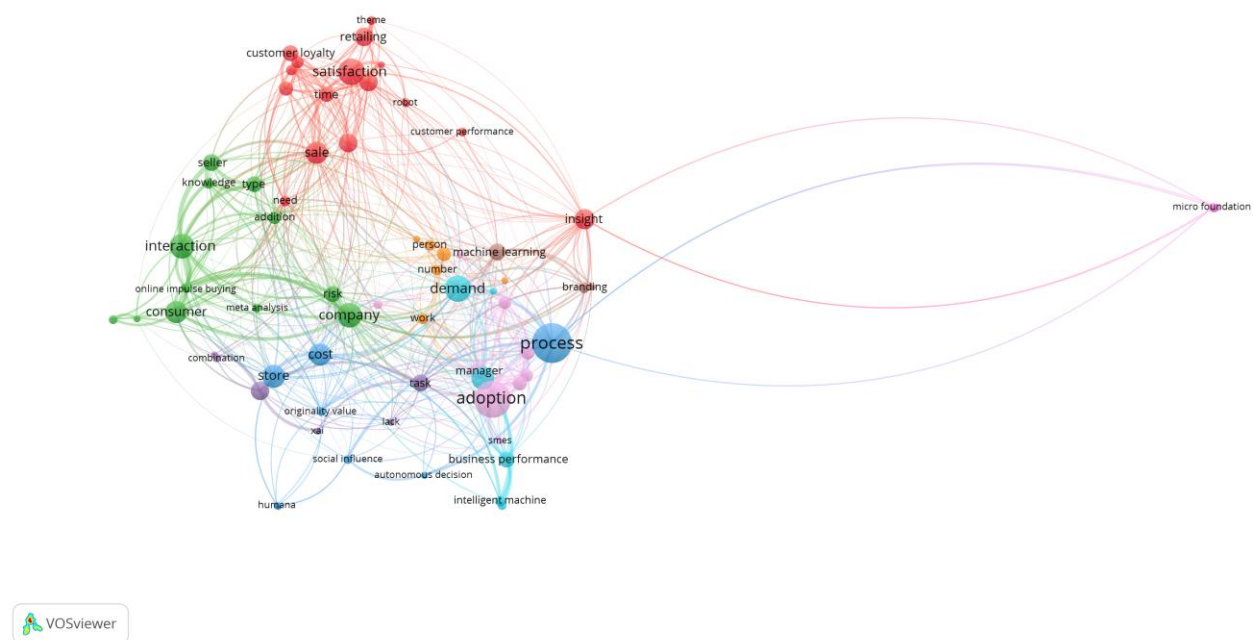 theme
retailing
customer loyalty
satisfaction
time
robot
customer performance
sale
seller
knowledge
type
need
addition
insight
micro foundation
interaction
person
machine learning
number
online impulse buying
demand
branding
risk
consumer
meta analysis
company
work
process
combination
cost
store
manager
task
adoption
originality value
lack
xai
smes
social influence
business performance
autonomous decision
intelligent machine
humana
VOSviewer